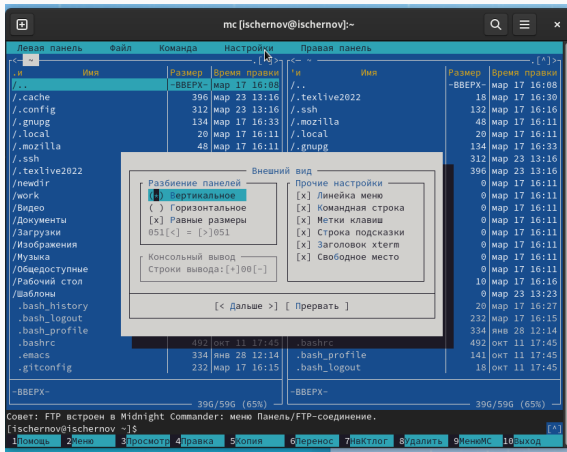 mc [ischernov@ischernov]:~
Левая панель Файл Команда Настройки Правая панель
<— ~ .[^]> <— ~ .[^]>
.и Имя Размер Время правки 'и Имя Размер Время правки
/.. -ВВЕРХ- мар 17 16:08 /.. -ВВЕРХ- мар 17 16:08
/.cache 396 мар 23 13:16 /.texlive2022 18 мар 17 16:30
/.config 312 мар 23 13:16 /.ssh 132 мар 17 16:16
/.gnupg 134 мар 17 16:33 /.mozilla 48 мар 17 16:11
/.local 20 мар 17 16:11 /.local 20 мар 17 16:11
/.mozilla 48 мар 17 16:11 /.gnupg 134 мар 17 16:33
/.ssh 312 мар 23 13:16
/.texlive2022 Внешний вид 396 мар 23 13:16
/newdir Разбиение панелей Прочие настройки 0 мар 17 16:11
/work (*) Вертикальное [x] Линейка меню 0 мар 17 16:11
/Видео ( ) Горизонтальное [x] Командная строка 0 мар 17 16:11
/Документы [x] Равные размеры [x] Метки клавиш 0 мар 17 16:11
/Загрузки 051[<] = [>]051 [x] Строка подсказки 0 мар 17 16:11
/Изображения [x] Заголовок xterm 0 мар 17 16:11
/Музыка Консольный вывод [x] Свободное место 0 мар 17 16:11
/Общедоступные Строки вывода:[+]00[-] 0 мар 17 16:11
/Рабочий стол 10 мар 17 16:16
/Шаблоны 0 мар 23 13:23
.bash_history [< Дальше >] [ Прервать ] 20 мар 17 16:27
.bash_logout 232 мар 17 16:15
.bash_profile 334 янв 28 12:14
.bashrc 492 окт 11 17:45 .bashrc 492 окт 11 17:45
.emacs 334 янв 28 12:14 .bash_profile 141 окт 11 17:45
.gitconfig 232 мар 17 16:15 .bash_logout 18 окт 11 17:45
-ВВЕРХ- -ВВЕРХ-
39G/59G (65%) 39G/59G (65%)
Совет: FTP встроен в Midnight Commander: меню Панель/FTP-соединение.
[ischernov@ischernov ~]$ [^]
1Помощь 2Меню 3Просмотр 4Правка 5Копия 6Перенос 7НвКтлог 8Удалить 9МенюMC 10Выход